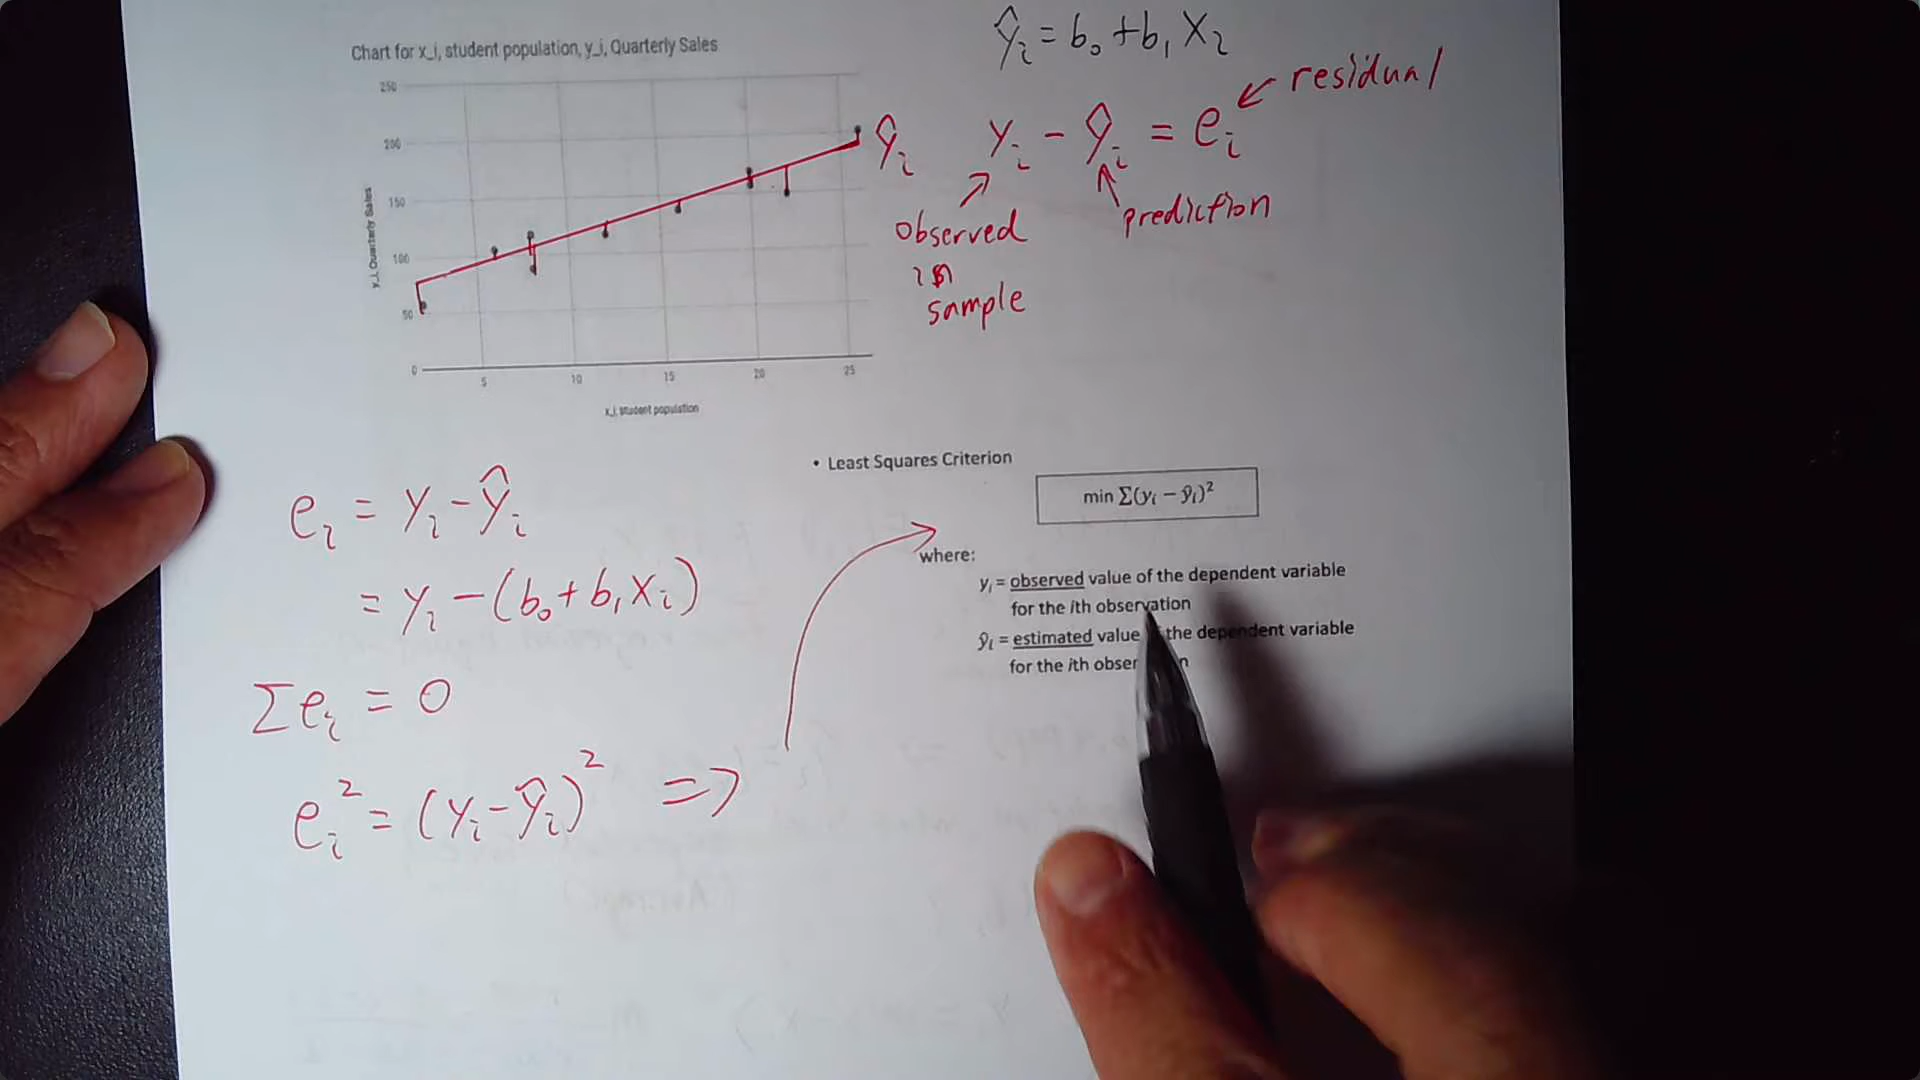 Chart for x_i, student population, y_i, Quarterly Sales
250
200
150
100
50
0
5
10
15
20
25
y_i, Quarterly Sales
x_i, student population
ŷᵢ
ŷᵢ = b₀ + b₁ xᵢ
yᵢ - ŷᵢ = eᵢ ← residual
observed
in
sample
prediction
eᵢ = yᵢ - ŷᵢ
= yᵢ - (b₀ + b₁ xᵢ)
Σeᵢ = 0
eᵢ² = (yᵢ - ŷᵢ)² ⇒
• Least Squares Criterion
min Σ(yᵢ − ŷᵢ)²
where:
yᵢ = observed value of the dependent variable
for the ith observation
ŷᵢ = estimated value the dependent variable
for the ith